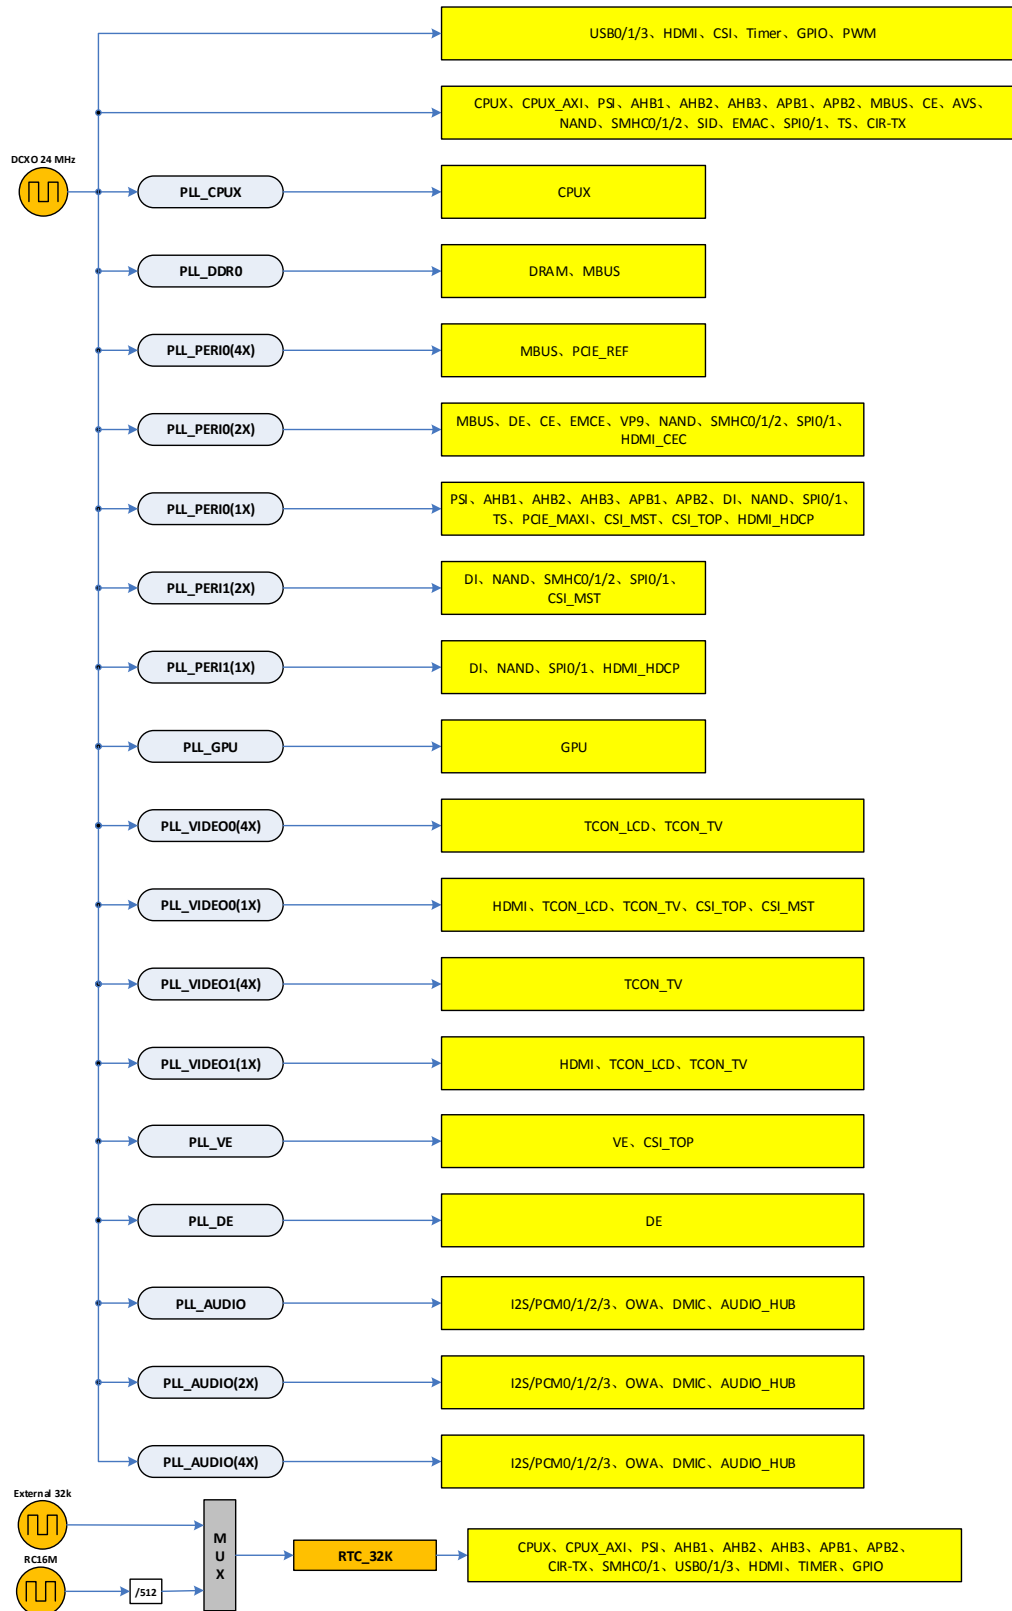 USB0/1/3、HDMI、CSI、Timer、GPIO、PWM
CPUX、CPUX_AXI、PSI、AHB1、AHB2、AHB3、APB1、APB2、MBUS、CE、AVS、
NAND、SMHC0/1/2、SID、EMAC、SPI0/1、TS、CIR-TX
DCXO 24 MHz
PLL_CPUX
CPUX
PLL_DDR0
DRAM、MBUS
PLL_PERI0(4X)
MBUS、PCIE_REF
PLL_PERI0(2X)
MBUS、DE、CE、EMCE、VP9、NAND、SMHC0/1/2、SPI0/1、
HDMI_CEC
PLL_PERI0(1X)
PSI、AHB1、AHB2、AHB3、APB1、APB2、DI、NAND、SPI0/1、
TS、PCIE_MAXI、CSI_MST、CSI_TOP、HDMI_HDCP
PLL_PERI1(2X)
DI、NAND、SMHC0/1/2、SPI0/1、
CSI_MST
PLL_PERI1(1X)
DI、NAND、SPI0/1、HDMI_HDCP
PLL_GPU
GPU
PLL_VIDEO0(4X)
TCON_LCD、TCON_TV
PLL_VIDEO0(1X)
HDMI、TCON_LCD、TCON_TV、CSI_TOP、CSI_MST
PLL_VIDEO1(4X)
TCON_TV
PLL_VIDEO1(1X)
HDMI、TCON_LCD、TCON_TV
PLL_VE
VE、CSI_TOP
PLL_DE
DE
PLL_AUDIO
I2S/PCM0/1/2/3、OWA、DMIC、AUDIO_HUB
PLL_AUDIO(2X)
I2S/PCM0/1/2/3、OWA、DMIC、AUDIO_HUB
PLL_AUDIO(4X)
I2S/PCM0/1/2/3、OWA、DMIC、AUDIO_HUB
External 32k
RC16M
/512
M
U
X
RTC_32K
CPUX、CPUX_AXI、PSI、AHB1、AHB2、AHB3、APB1、APB2、
CIR-TX、SMHC0/1、USB0/1/3、HDMI、TIMER、GPIO